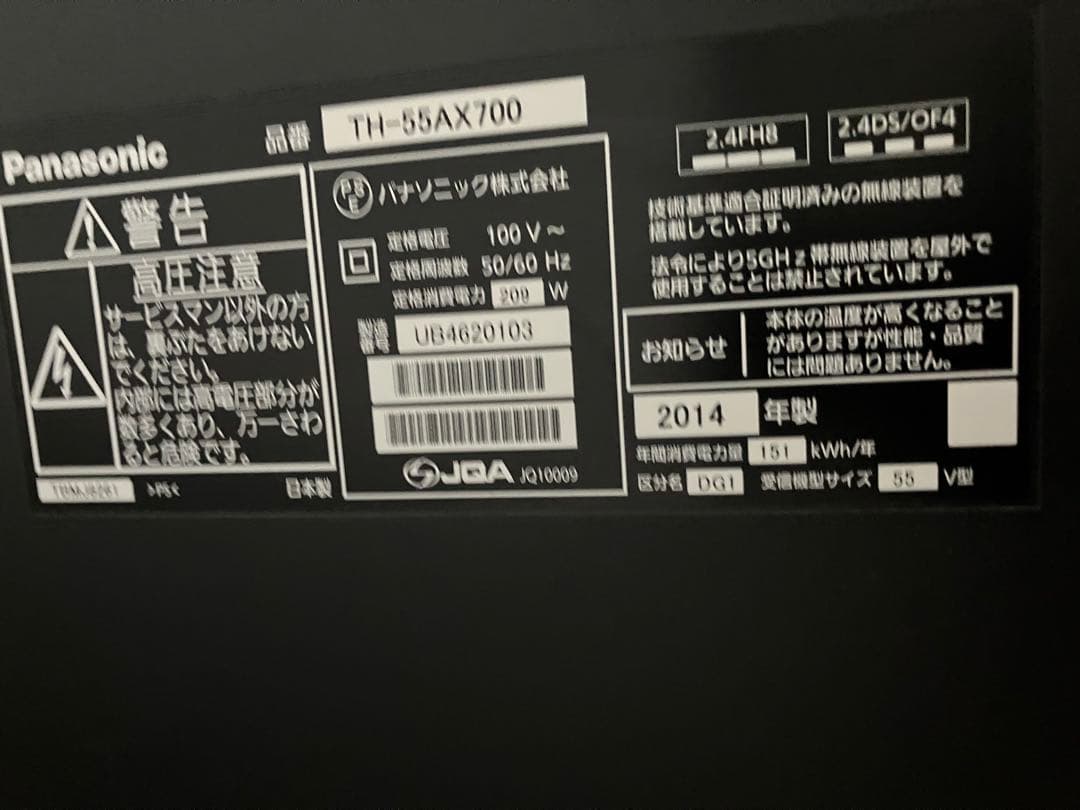 Panasonic
品番 TH-55AX700
警告
高圧注意
サービスマン以外の方
は、裏ぶたをあけない
でください。
内部には高電圧部分が
数多くあり、万一さわ
ると危険です。
>PS<
日本製
PSE パナソニック株式会社
定格電圧 100 V~
定格周波数 50/60 Hz
定格消費電力 209 W
製造番号 UB4620103
JQA JQ10009
2.4FH8
2.4DS/OF4
技術基準適合証明済みの無線装置を
搭載しています。
法令により5GHz帯無線装置を屋外で
使用することは禁止されています。
お知らせ
本体の温度が高くなること
がありますが性能・品質
には問題ありません。
2014 年製
年間消費電力量 151 kWh/年
区分名 DG1 受信機型サイズ 55 V型